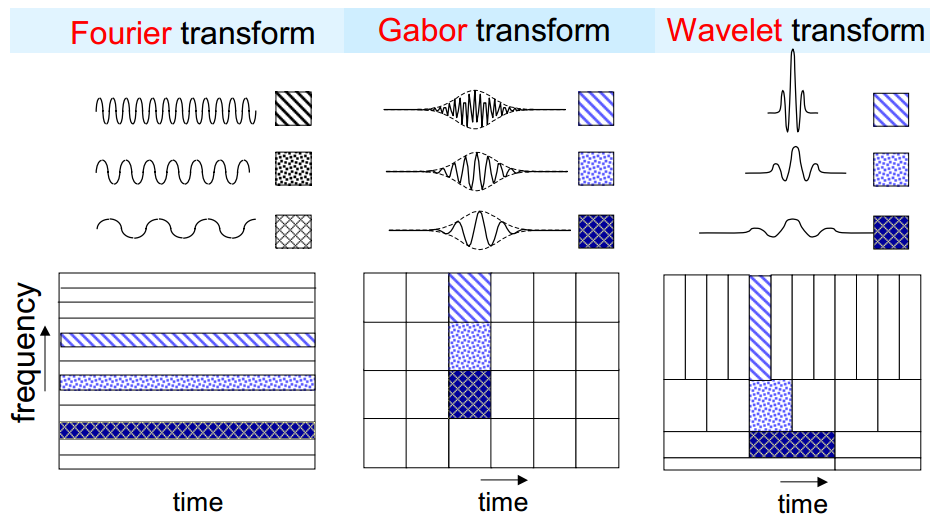 Fourier transform
Gabor transform
Wavelet transform
frequency
time
time
time